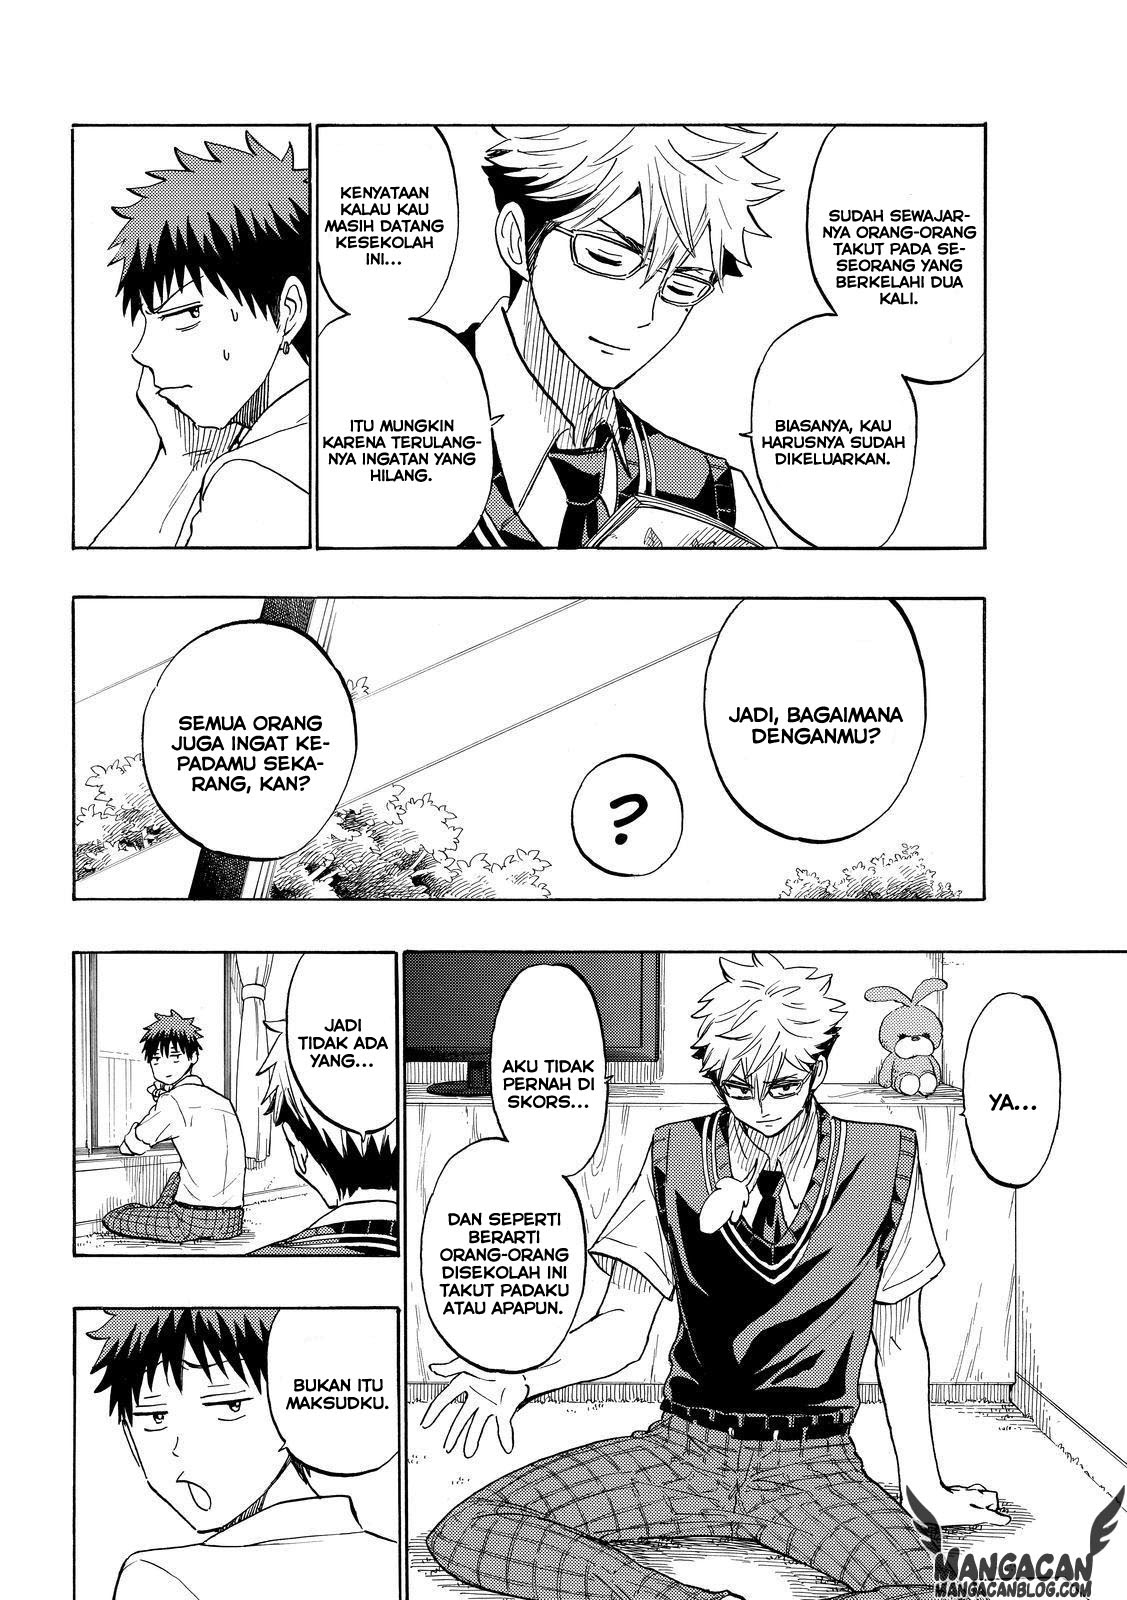 SUDAH SEWAJAR-
NYA ORANG-ORANG
TAKUT PADA SE-
SEORANG YANG
BERKELAHI DUA
KALI.
BIASANYA, KAU
HARUSNYA SUDAH
DIKELUARKAN.
KENYATAAN
KALAU KAU
MASIH DATANG
KESEKOLAH
INI...
ITU MUNGKIN
KARENA TERULANG-
NYA INGATAN YANG
HILANG.
JADI, BAGAIMANA
DENGANMU?
?
SEMUA ORANG
JUGA INGAT KE-
PADAMU SEKA-
RANG, KAN?
YA...
AKU TIDAK
PERNAH DI
SKORS...
DAN SEPERTI
BERARTI
ORANG-ORANG
DISEKOLAH INI
TAKUT PADAKU
ATAU APAPUN.
JADI
TIDAK ADA
YANG...
BUKAN ITU
MAKSUDKU.
MANGACAN
MANGACANBLOG.COM